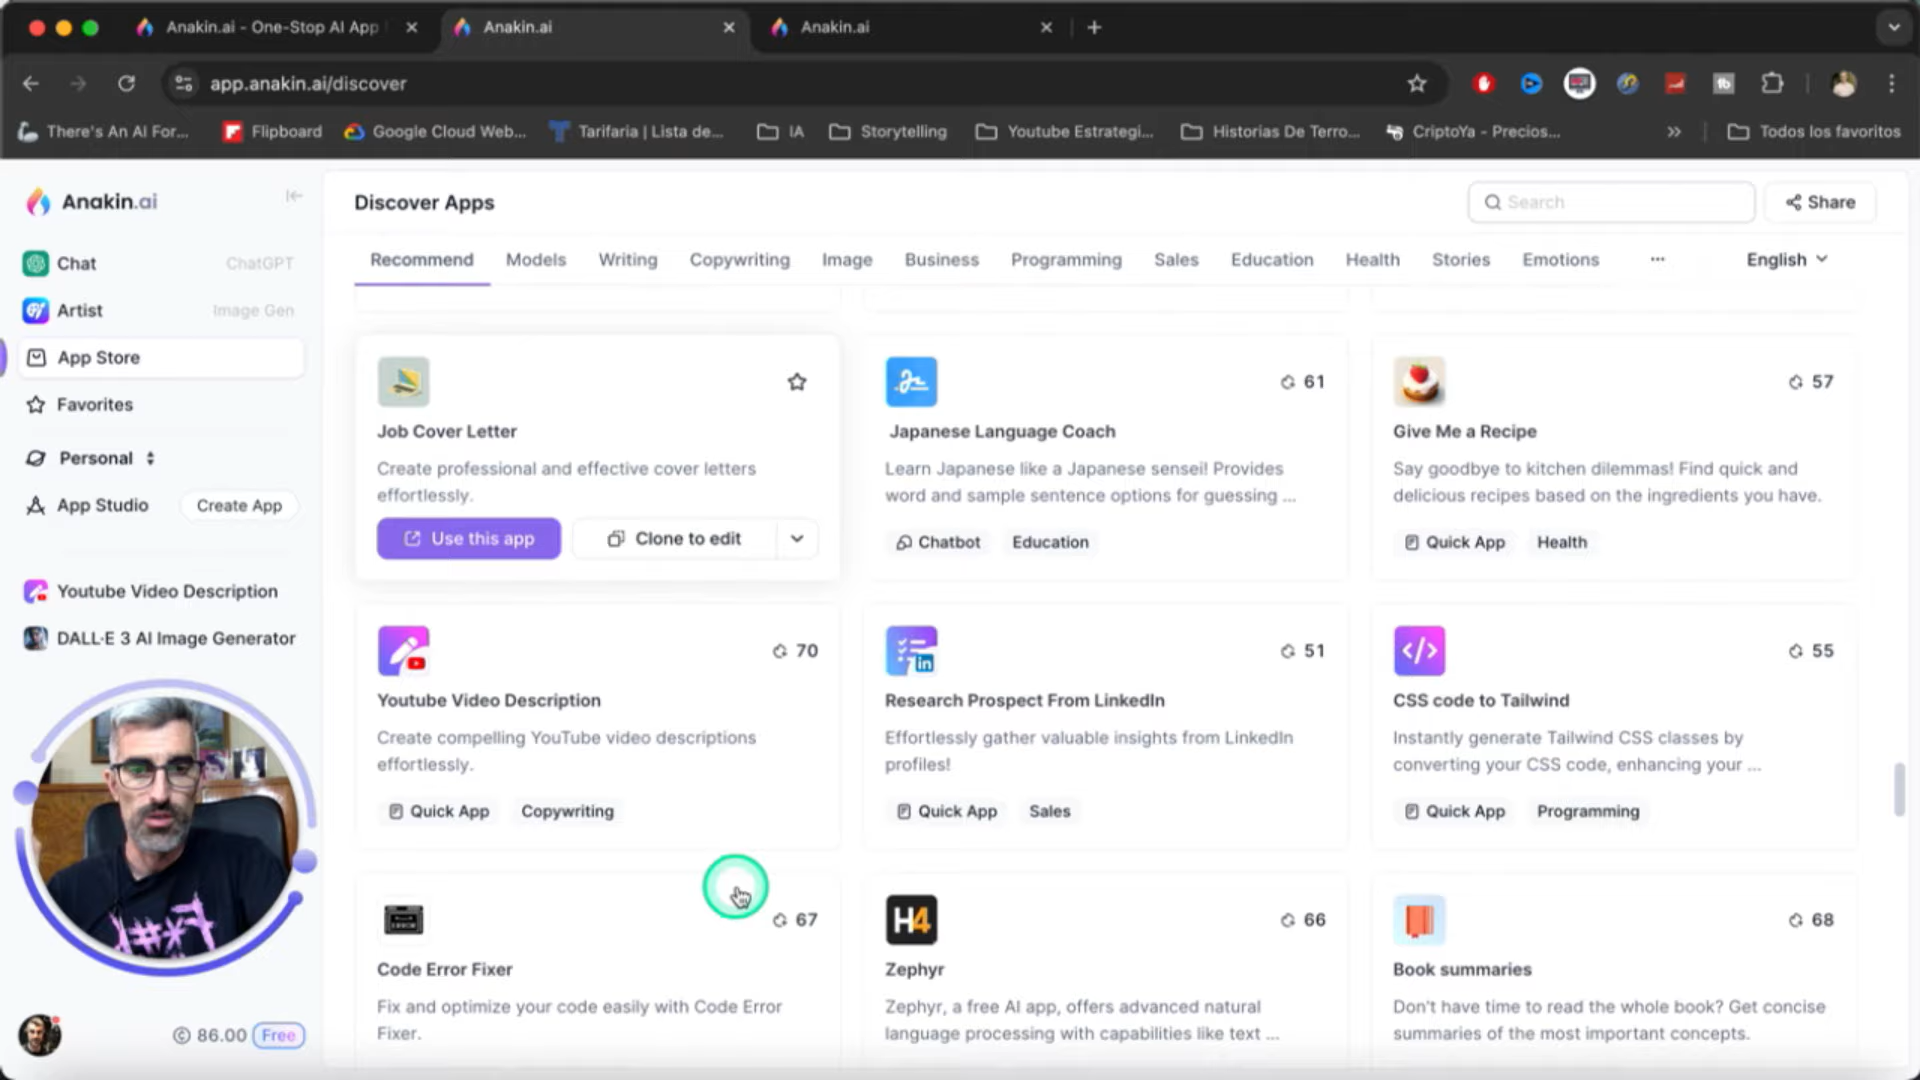 Anakin.ai - One-Stop AI App
Anakin.ai
Anakin.ai
app.anakin.ai/discover
There's An AI For...
Flipboard
Google Cloud Web...
Tarifaria | Lista de...
IA
Storytelling
Youtube Estrategi...
Historias De Terro...
CriptoYa - Precios...
Todos los favoritos
Anakin.ai
Discover Apps
Search
Share
Chat
ChatGPT
Artist
Image Gen
App Store
Favorites
Personal
App Studio
Create App
Youtube Video Description
DALL·E 3 AI Image Generator
86.00
Free
Recommend
Models
Writing
Copywriting
Image
Business
Programming
Sales
Education
Health
Stories
Emotions
...
English
Job Cover Letter
Create professional and effective cover letters
effortlessly.
Use this app
Clone to edit
61
Japanese Language Coach
Learn Japanese like a Japanese sensei! Provides
word and sample sentence options for guessing ...
Chatbot
Education
57
Give Me a Recipe
Say goodbye to kitchen dilemmas! Find quick and
delicious recipes based on the ingredients you have.
Quick App
Health
70
Youtube Video Description
Create compelling YouTube video descriptions
effortlessly.
Quick App
Copywriting
in
51
Research Prospect From LinkedIn
Effortlessly gather valuable insights from LinkedIn
profiles!
Quick App
Sales
</>
55
CSS code to Tailwind
Instantly generate Tailwind CSS classes by
converting your CSS code, enhancing your ...
Quick App
Programming
67
Code Error Fixer
Fix and optimize your code easily with Code Error
Fixer.
H4
66
Zephyr
Zephyr, a free AI app, offers advanced natural
language processing with capabilities like text ...
68
Book summaries
Don't have time to read the whole book? Get concise
summaries of the most important concepts.